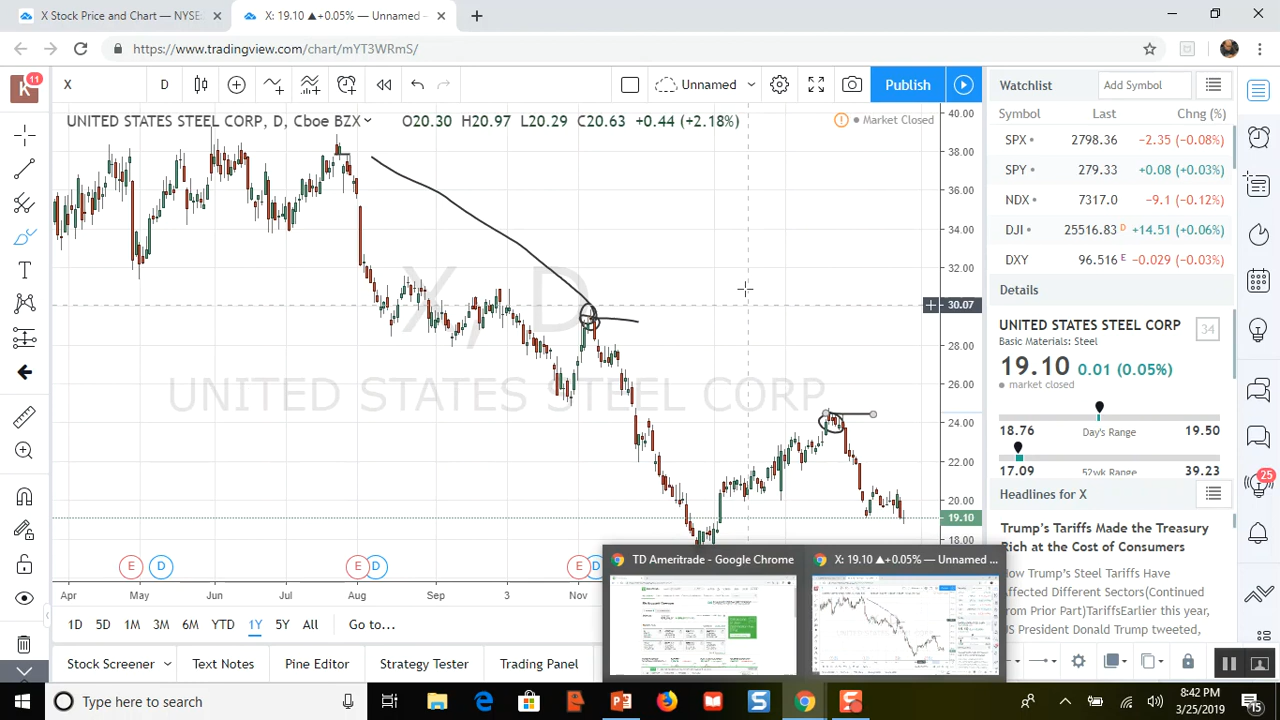 X Stock Price and Chart — NYSE:
X: 19.10 ▲+0.05% — Unnamed
https://www.tradingview.com/chart/mYT3WRmS/
K 11
X D Unnamed Publish
Watchlist Add Symbol
UNITED STATES STEEL CORP, D, Cboe BZX O20.30 H20.97 L20.29 C20.63 +0.44 (+2.18%) Market Closed
Symbol Last Chng (%)
SPX 2798.36 −2.35 (−0.08%)
SPY 279.33 +0.08 (+0.03%)
NDX 7317.0 −9.1 (−0.12%)
DJI 25516.83 D +14.51 (+0.06%)
DXY 96.516 E −0.029 (−0.03%)
Details
UNITED STATES STEEL CORP 34
Basic Materials: Steel
19.10 0.01 (0.05%)
market closed
18.76 Day's Range 19.50
17.09 52wk Range 39.23
Headlines for X
Trump's Tariffs Made the Treasury
Rich at the Cost of Consumers
How Trump's Steel Tariffs Have
Affected Different Sectors(Continued
From Prior Part)TariffsEarlier this year,
US President Donald Trump vetoed,
25
40.00
38.00
36.00
34.00
32.00
30.07
28.00
26.00
24.00
22.00
20.00
19.10
18.00
X, D
UNITED STATES STEEL CORP
E D E D E D
Apr May Jun Jul Aug Sep Nov
1D 5D 1M 3M 6M YTD 1Y 5Y All Go to...
Stock Screener Text Notes Pine Editor Strategy Tester Trading Panel
TD Ameritrade - Google Chrome
X: 19.10 ▲+0.05% — Unnamed ...
Type here to search
8:42 PM
3/25/2019
15